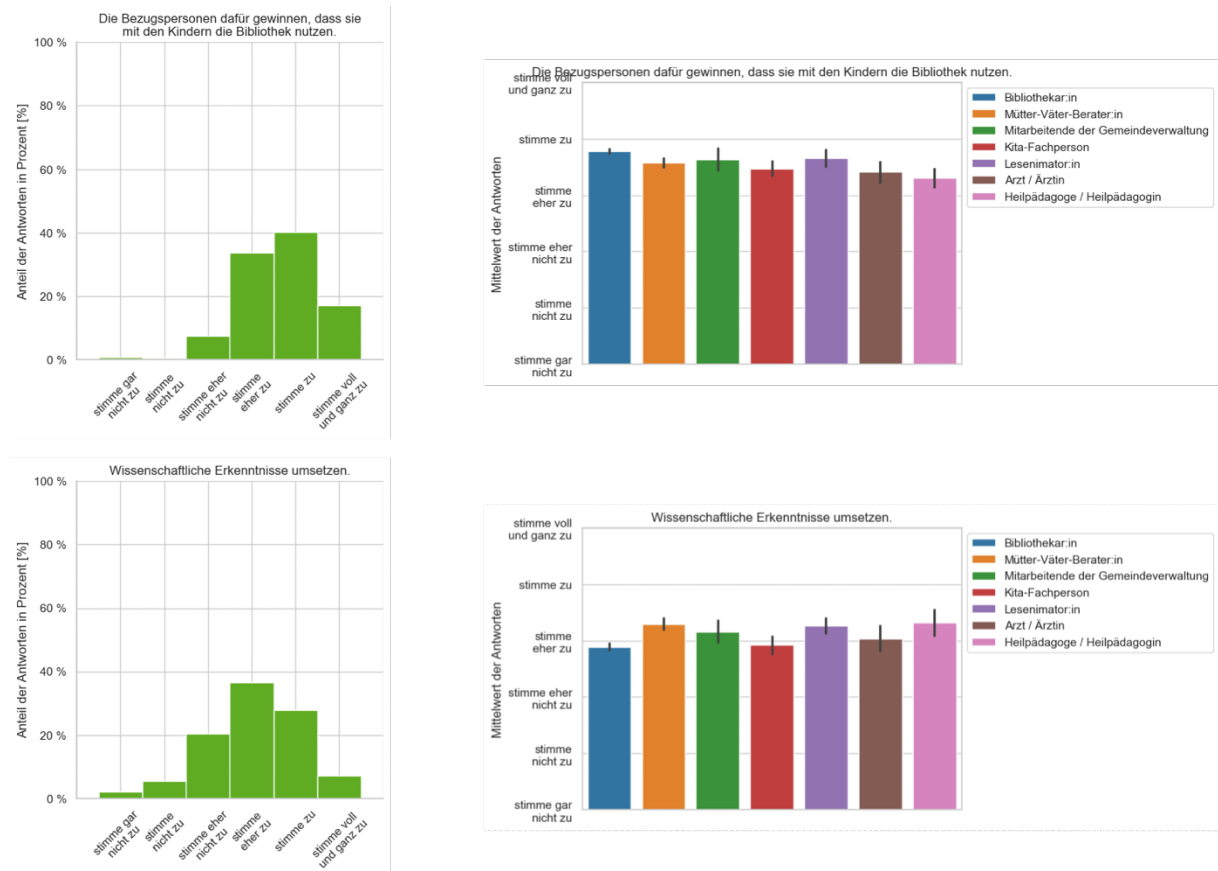 Die Bezugspersonen dafür gewinnen, dass sie
mit den Kindern die Bibliothek nutzen.
100 %
80 %
60 %
40 %
20 %
0 %
Anteil der Antworten in Prozent [%]
stimme gar
nicht zu
stimme
nicht zu
stimme eher
nicht zu
stimme
eher zu
stimme zu
stimme voll
und ganz zu
Die Bezugspersonen dafür gewinnen, dass sie mit den Kindern die Bibliothek nutzen.
stimme voll
und ganz zu
stimme zu
stimme
eher zu
stimme eher
nicht zu
stimme
nicht zu
stimme gar
nicht zu
Mittelwert der Antworten
Bibliothekar:in
Mütter-Väter-Berater:in
Mitarbeitende der Gemeindeverwaltung
Kita-Fachperson
Lesenimator:in
Arzt / Ärztin
Heilpädagoge / Heilpädagogin
Wissenschaftliche Erkenntnisse umsetzen.
100 %
80 %
60 %
40 %
20 %
0 %
Anteil der Antworten in Prozent [%]
stimme gar
nicht zu
stimme
nicht zu
stimme eher
nicht zu
stimme
eher zu
stimme zu
stimme voll
und ganz zu
Wissenschaftliche Erkenntnisse umsetzen.
stimme voll
und ganz zu
stimme zu
stimme
eher zu
stimme eher
nicht zu
stimme
nicht zu
stimme gar
nicht zu
Mittelwert der Antworten
Bibliothekar:in
Mütter-Väter-Berater:in
Mitarbeitende der Gemeindeverwaltung
Kita-Fachperson
Lesenimator:in
Arzt / Ärztin
Heilpädagoge / Heilpädagogin